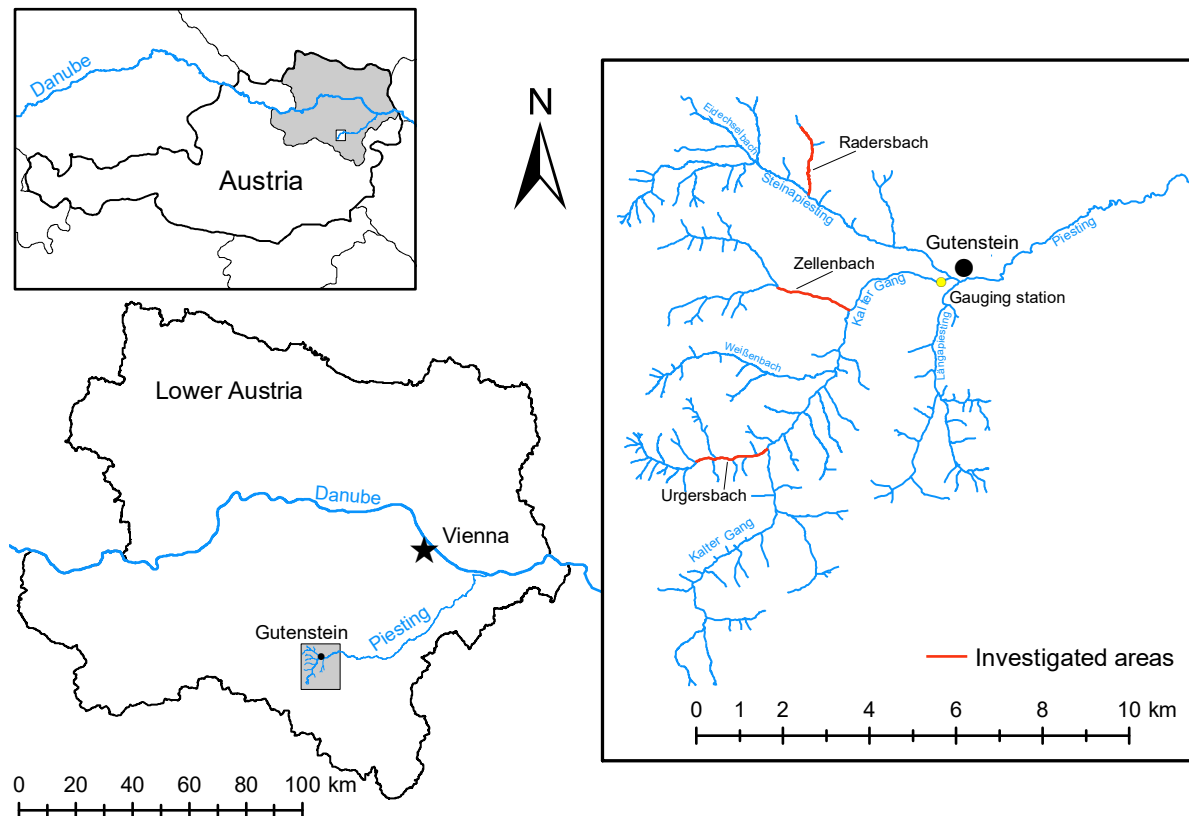 Danube
Austria
N
Lower Austria
Danube
Vienna
Gutenstein
Piesting
0 20 40 60 80 100 km
Eidechselbach
Radersbach
Steinapiesting
Gutenstein
Piesting
Zellenbach
Kalter Gang
Gauging station
Weißenbach
Längapiesting
Urgersbach
Kalter Gang
Investigated areas
0 1 2 4 6 8 10 km